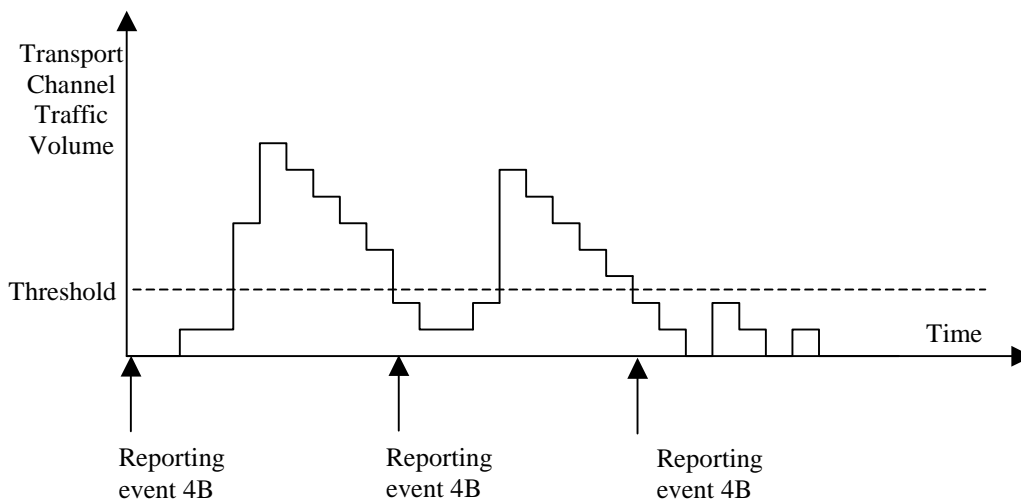 Transport
Channel
Traffic
Volume
Threshold
Time
Reporting
event 4B
Reporting
event 4B
Reporting
event 4B